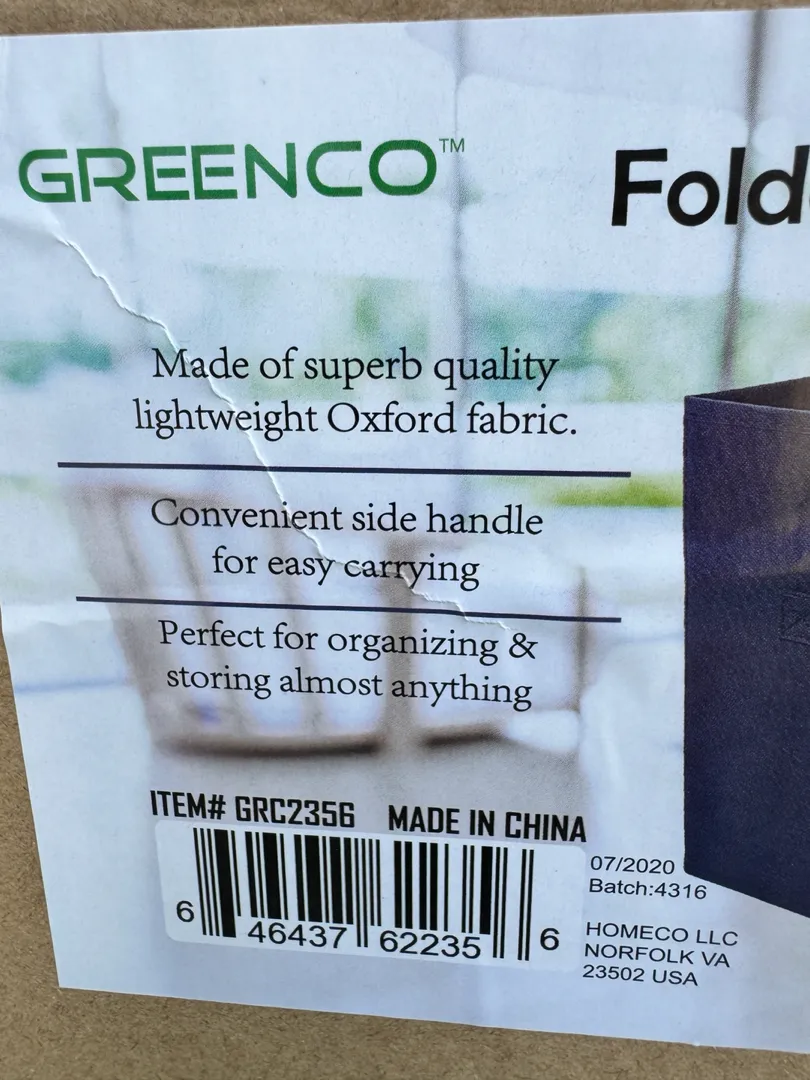 GREENCO™
Made of superb quality
lightweight Oxford fabric.
Convenient side handle
for easy carrying
Perfect for organizing &
storing almost anything
ITEM# GRC2356 MADE IN CHINA
6 46437 62235 6
07/2020
Batch:4316
HOMECO LLC
NORFOLK VA
23502 USA